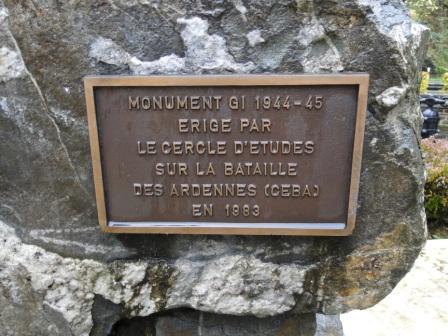 MONUMENT GI 1944-45
ERIGE PAR
LE CERCLE D'ETUDES
SUR LA BATAILLE
DES ARDENNES (CEBA)
EN 1983